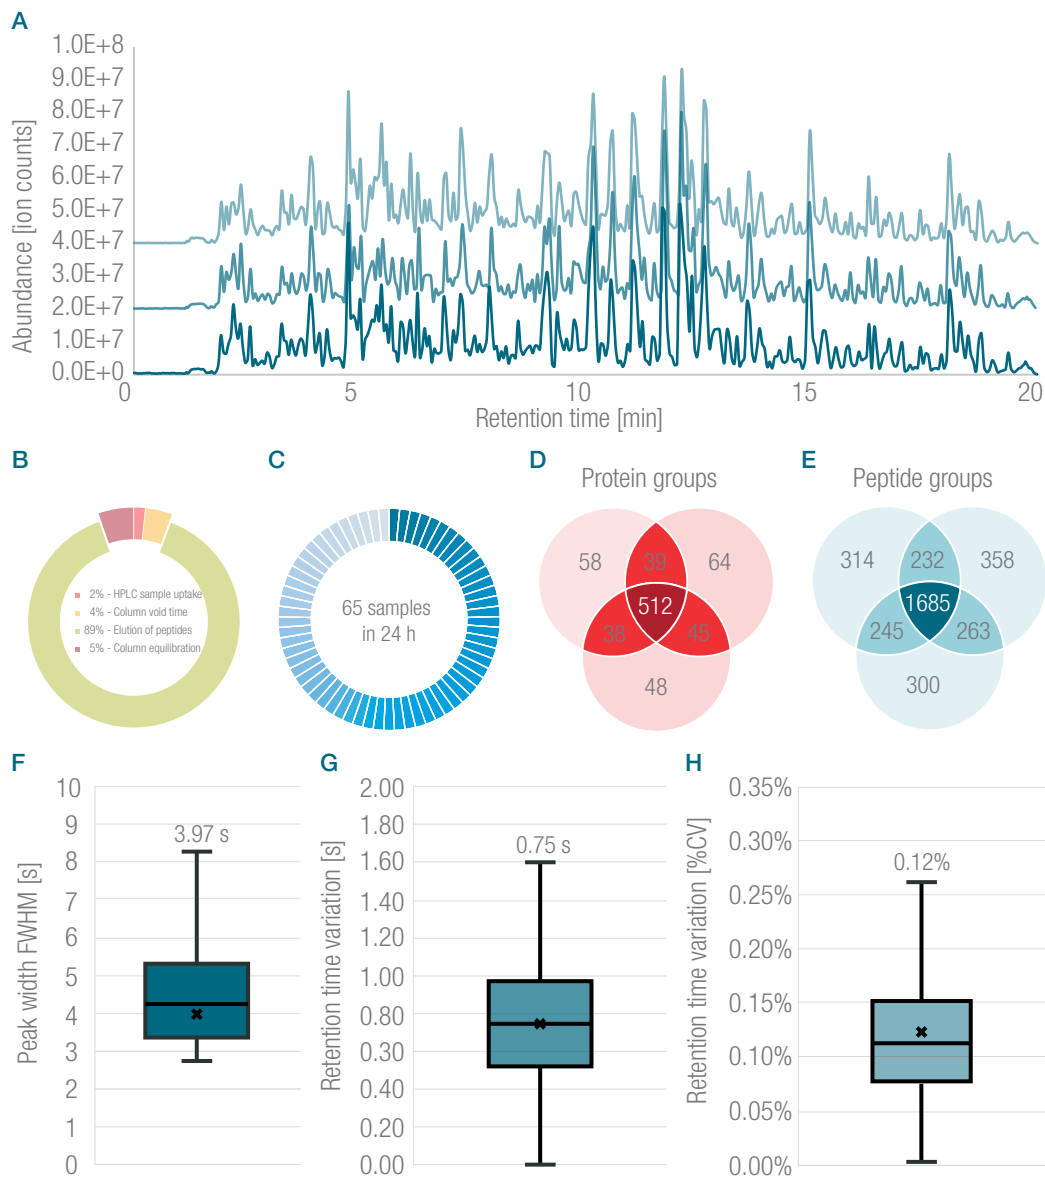 A
Abundance [ion counts]
1.0E+8
9.0E+7
8.0E+7
7.0E+7
6.0E+7
5.0E+7
4.0E+7
3.0E+7
2.0E+7
1.0E+7
0.0E+0
0 5 10 15 20
Retention time [min]
B
2% - HPLC sample uptake
4% - Column void time
89% - Elution of peptides
5% - Column equilibration
C
65 samples
in 24 h
D
Protein groups
58 39 64
512
38 45
48
E
Peptide groups
314 232 358
1685
245 263
300
F
Peak width FWHM [s]
10
9
8
7
6
5
4
3
2
1
0
3.97 s
G
Retention time variation [s]
2.00
1.80
1.60
1.40
1.20
1.00
0.80
0.30
0.40
0.20
0.00
0.75 s
H
Retention time variation [%CV]
0.35%
0.30%
0.25%
0.20%
0.15%
0.10%
0.05%
0.00%
0.12%